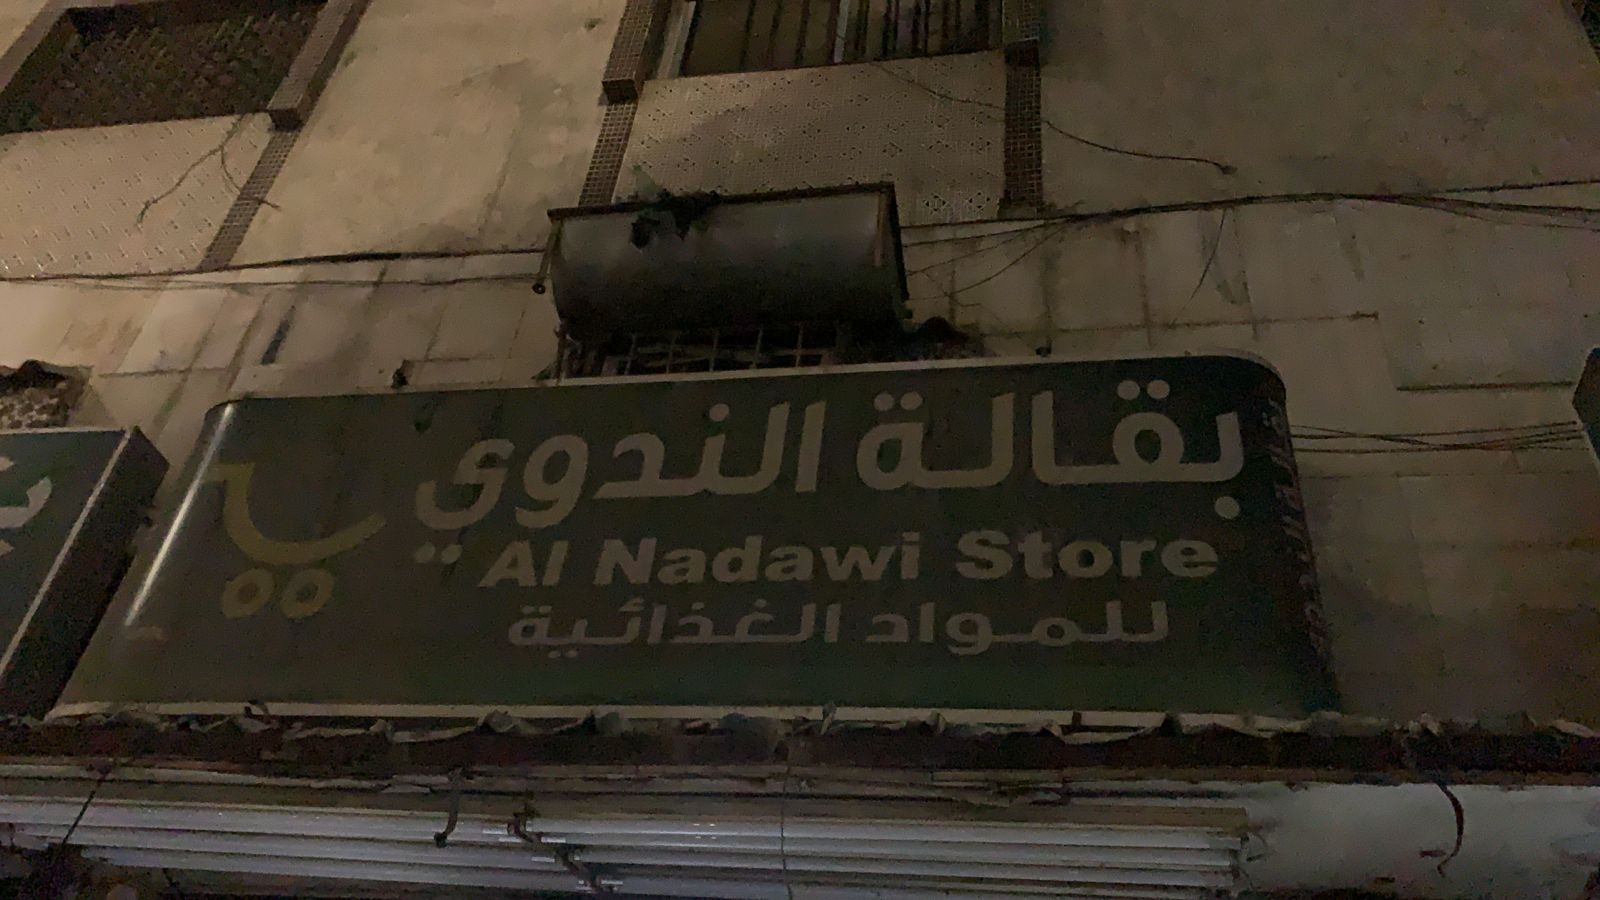 بقالة الندوي
Al Nadawi Store
للمواد الغذائية